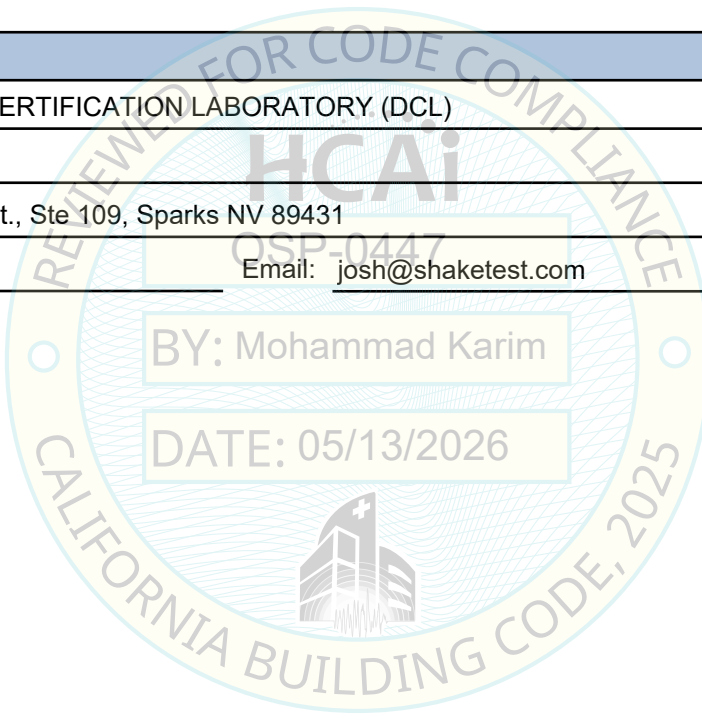 REVIEWED FOR CODE COMPLIANCE
ERTIFICATION LABORATORY (DCL)
HCAi
t., Ste 109, Sparks NV 89431
OSP-0447
Email: josh@shaketest.com
BY: Mohammad Karim
DATE: 05/13/2026
CALIFORNIA BUILDING CODE, 2025